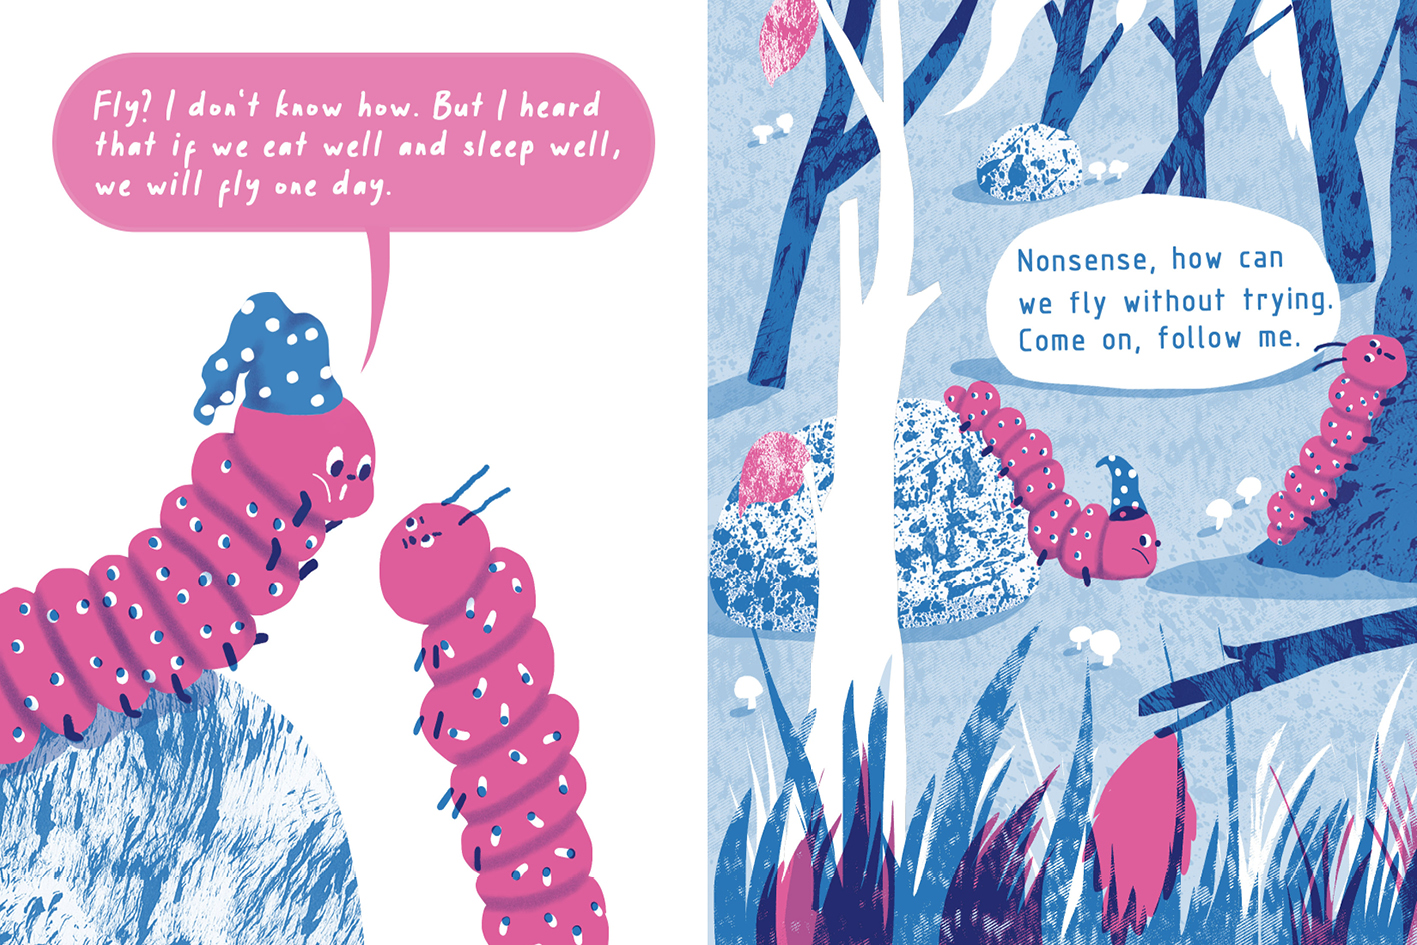 Fly? I don't know how. But I heard
that if we eat well and sleep well,
we will fly one day.
Nonsense, how can
we fly without trying.
Come on, follow me.